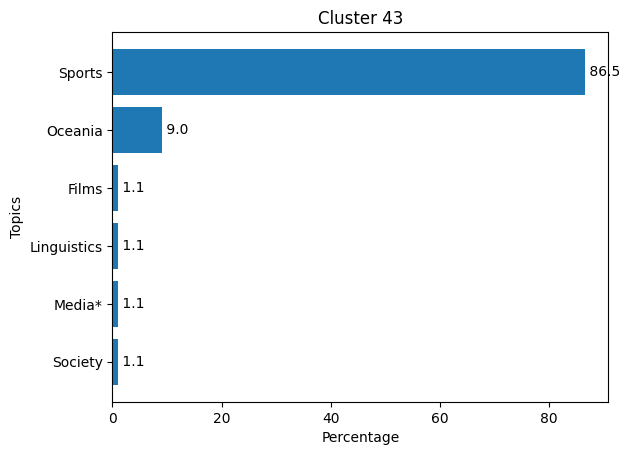 Cluster 43
Topics
Sports 86.5
Oceania 9.0
Films 1.1
Linguistics 1.1
Media* 1.1
Society 1.1
0 20 40 60 80
Percentage